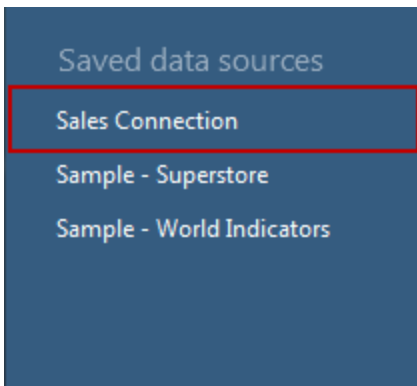 Saved data sources
Sales Connection
Sample - Superstore
Sample - World Indicators